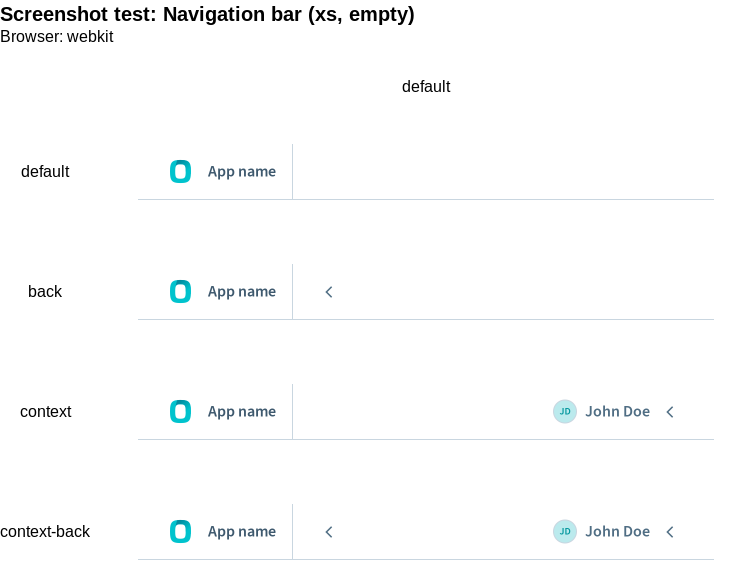 Screenshot test: Navigation bar (xs, empty)
Browser: webkit
default
default App name
back App name
context App name JD John Doe
context-back App name JD John Doe